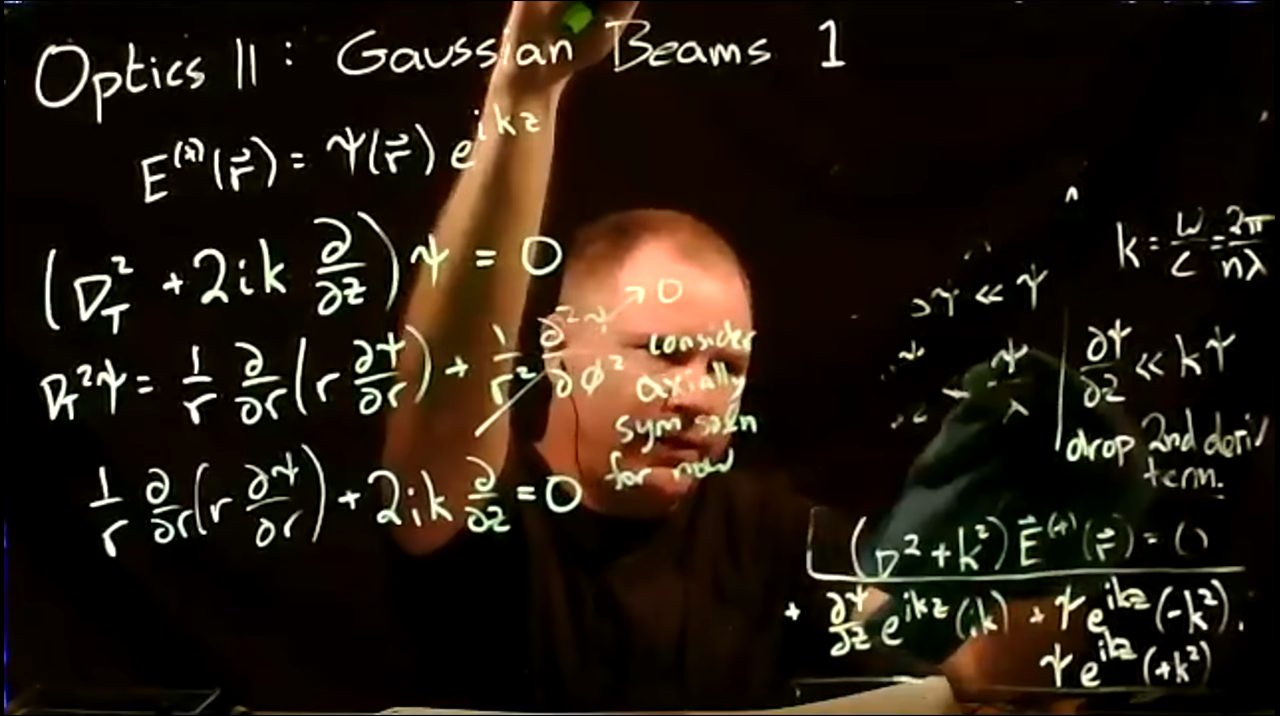 Optics II : Gaussian Beams 1
E⁽⁺⁾(r⃗) = ψ(r⃗) e^{ikz}
(∇_T² + 2ik ∂/∂z) ψ = 0
∇_T²ψ = 1/r ∂/∂r (r ∂ψ/∂r) + 1/r² ∂²ψ/∂φ² → 0
consider
axially
sym soln
for now
1/r ∂/∂r (r ∂ψ/∂r) + 2ik ∂/∂z = 0
k = ω/c = 2π/nλ
∂ψ ≪ ψ
∂ψ/∂z ≪ kψ
drop 2nd deriv
term.
(∇² + k²) E⃗⁽⁺⁾(r⃗) = 0
+ ∂ψ/∂z e^{ikz} (ik) + ψ e^{ikz} (-k²).
ψ e^{ikz} (+k²)